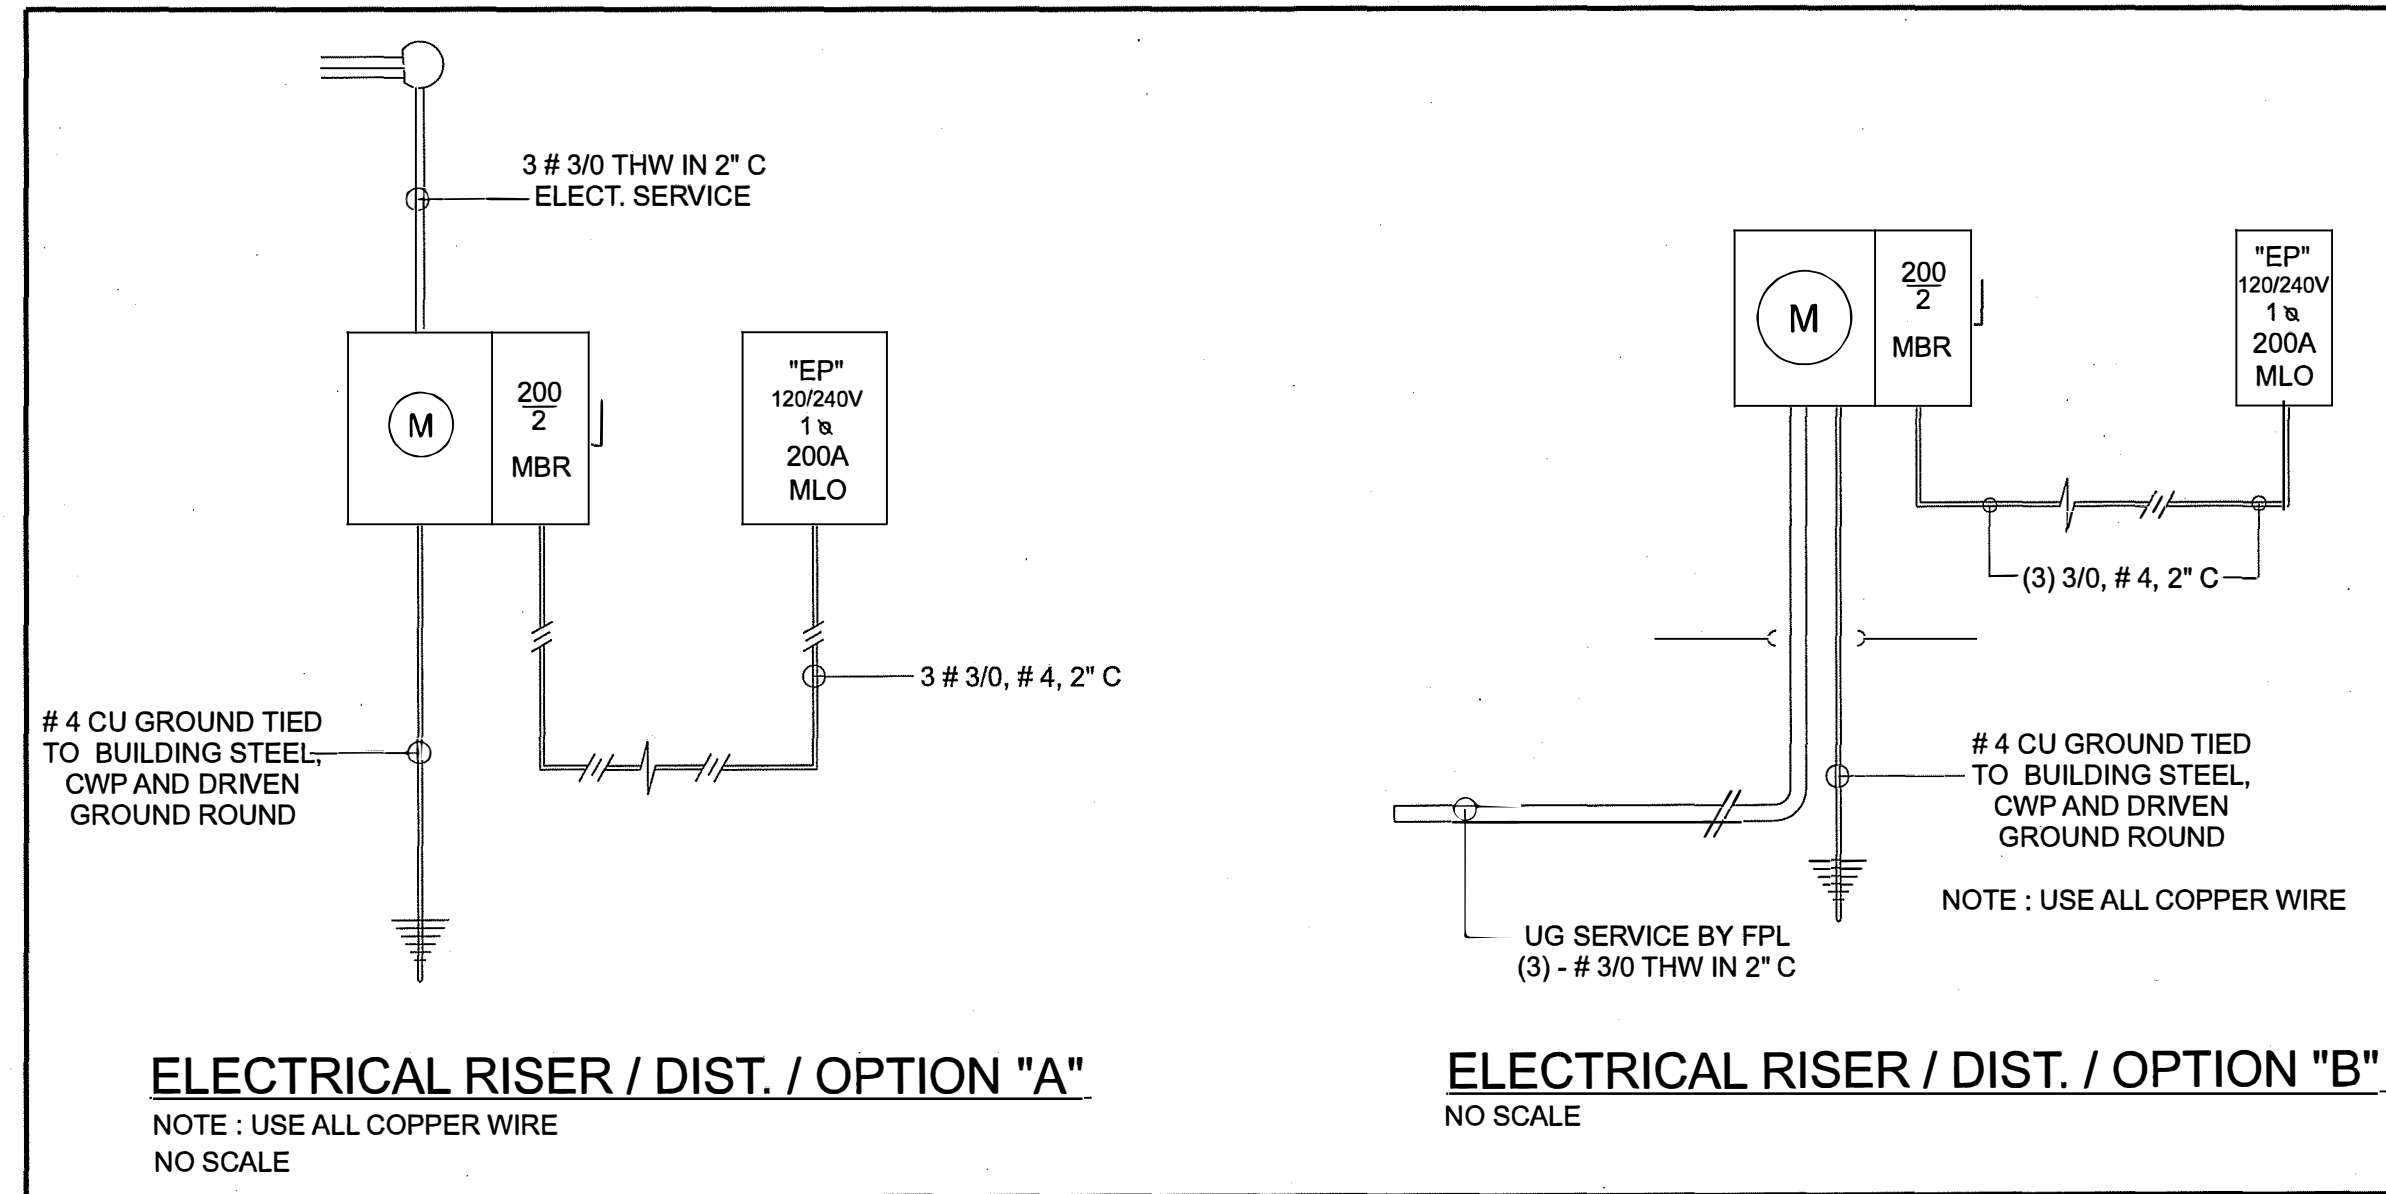 3 # 3/0 THW IN 2" C
ELECT. SERVICE
M
200
2
MBR
"EP"
120/240V
1 ⌀
200A
MLO
3 # 3/0, # 4, 2" C
# 4 CU GROUND TIED
TO BUILDING STEEL,
CWP AND DRIVEN
GROUND ROUND
ELECTRICAL RISER / DIST. / OPTION "A"
NOTE : USE ALL COPPER WIRE
NO SCALE
M
200
2
MBR
"EP"
120/240V
1 ⌀
200A
MLO
(3) 3/0, # 4, 2" C
# 4 CU GROUND TIED
TO BUILDING STEEL,
CWP AND DRIVEN
GROUND ROUND
NOTE : USE ALL COPPER WIRE
UG SERVICE BY FPL
(3) - # 3/0 THW IN 2" C
ELECTRICAL RISER / DIST. / OPTION "B"
NO SCALE